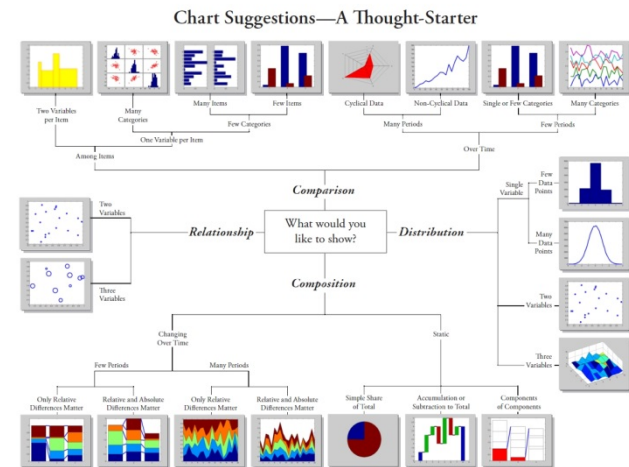 Chart Suggestions—A Thought-Starter
Two Variables
per Item
Many
Categories
Many Items
Few Items
Cyclical Data
Non-Cyclical Data
Single or Few Categories
Many Categories
Few Categories
Many Periods
Few Periods
One Variable per Item
Among Items
Over Time
Comparison
What would you
like to show?
Relationship
Two
Variables
Three
Variables
Distribution
Single
Variable
Few
Data
Points
Many
Data
Points
Two
Variables
Three
Variables
Composition
Changing
Over Time
Static
Few Periods
Many Periods
Only Relative
Differences Matter
Relative and Absolute
Differences Matter
Only Relative
Differences Matter
Relative and Absolute
Differences Matter
Simple Share
of Total
Accumulation or
Subtraction to Total
Components
of Components